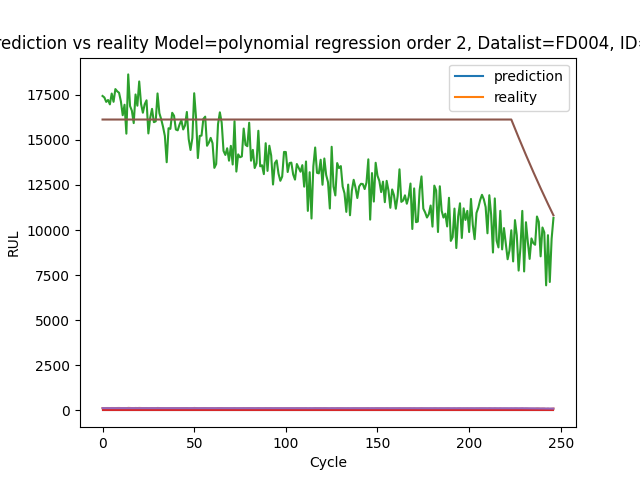 rediction vs reality Model=polynomial regression order 2, Datalist=FD004, ID=
prediction
reality
17500
15000
12500
10000
7500
5000
2500
0
RUL
0 50 100 150 200 250
Cycle